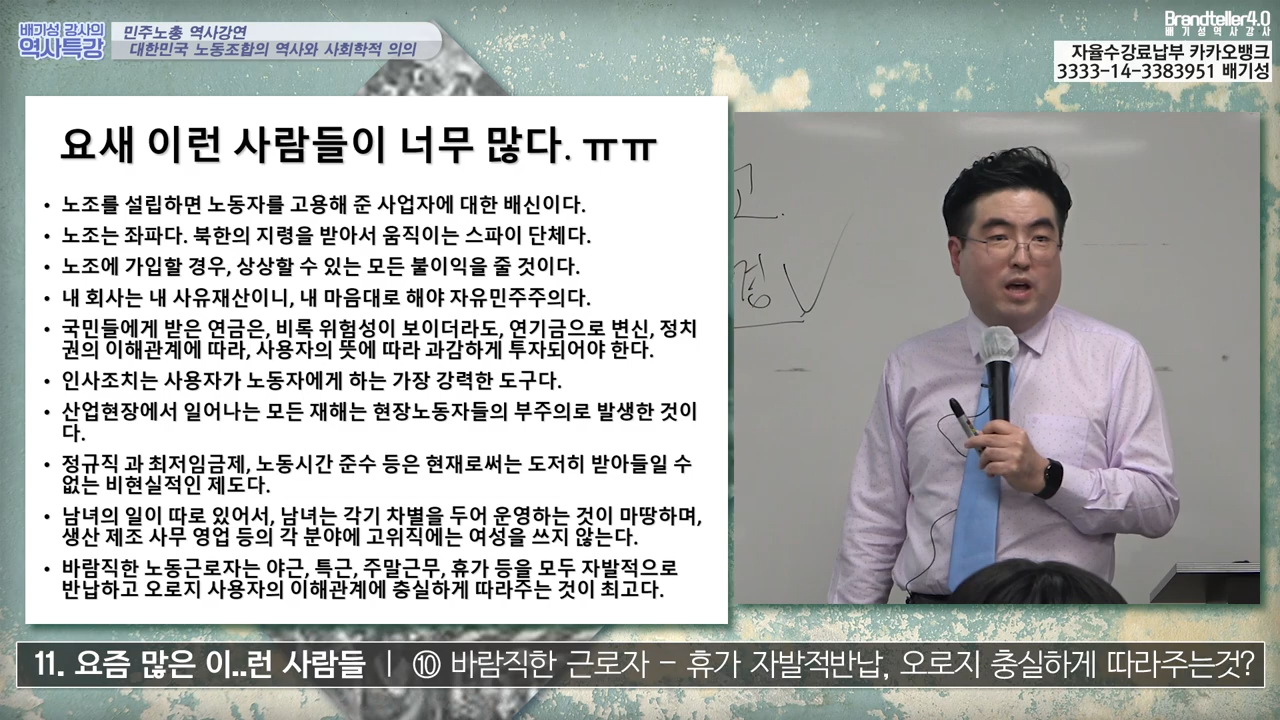 배기성 강사의
역사특강
민주노총 역사강연
대한민국 노동조합의 역사와 사회학적 의의
Brandteller4.0
배기성역사강사
자율수강료납부 카카오뱅크
3333-14-3383951 배기성
요새 이런 사람들이 너무 많다. ㅠㅠ
• 노조를 설립하면 노동자를 고용해 준 사업자에 대한 배신이다.
• 노조는 좌파다. 북한의 지령을 받아서 움직이는 스파이 단체다.
• 노조에 가입할 경우, 상상할 수 있는 모든 불이익을 줄 것이다.
• 내 회사는 내 사유재산이니, 내 마음대로 해야 자유민주주의다.
• 국민들에게 받은 연금은, 비록 위험성이 보이더라도, 연기금으로 변신, 정치
권의 이해관계에 따라, 사용자의 뜻에 따라 과감하게 투자되어야 한다.
• 인사조치는 사용자가 노동자에게 하는 가장 강력한 도구다.
• 산업현장에서 일어나는 모든 재해는 현장노동자들의 부주의로 발생한 것이
다.
• 정규직 과 최저임금제, 노동시간 준수 등은 현재로써는 도저히 받아들일 수
없는 비현실적인 제도다.
• 남녀의 일이 따로 있어서, 남녀는 각기 차별을 두어 운영하는 것이 마땅하며,
생산 제조 사무 영업 등의 각 분야에 고위직에는 여성을 쓰지 않는다.
• 바람직한 노동근로자는 야근, 특근, 주말근무, 휴가 등을 모두 자발적으로
반납하고 오로지 사용자의 이해관계에 충실하게 따라주는 것이 최고다.
11. 요즘 많은 이..런 사람들 | ⑩ 바람직한 근로자 - 휴가 자발적반납, 오로지 충실하게 따라주는것?